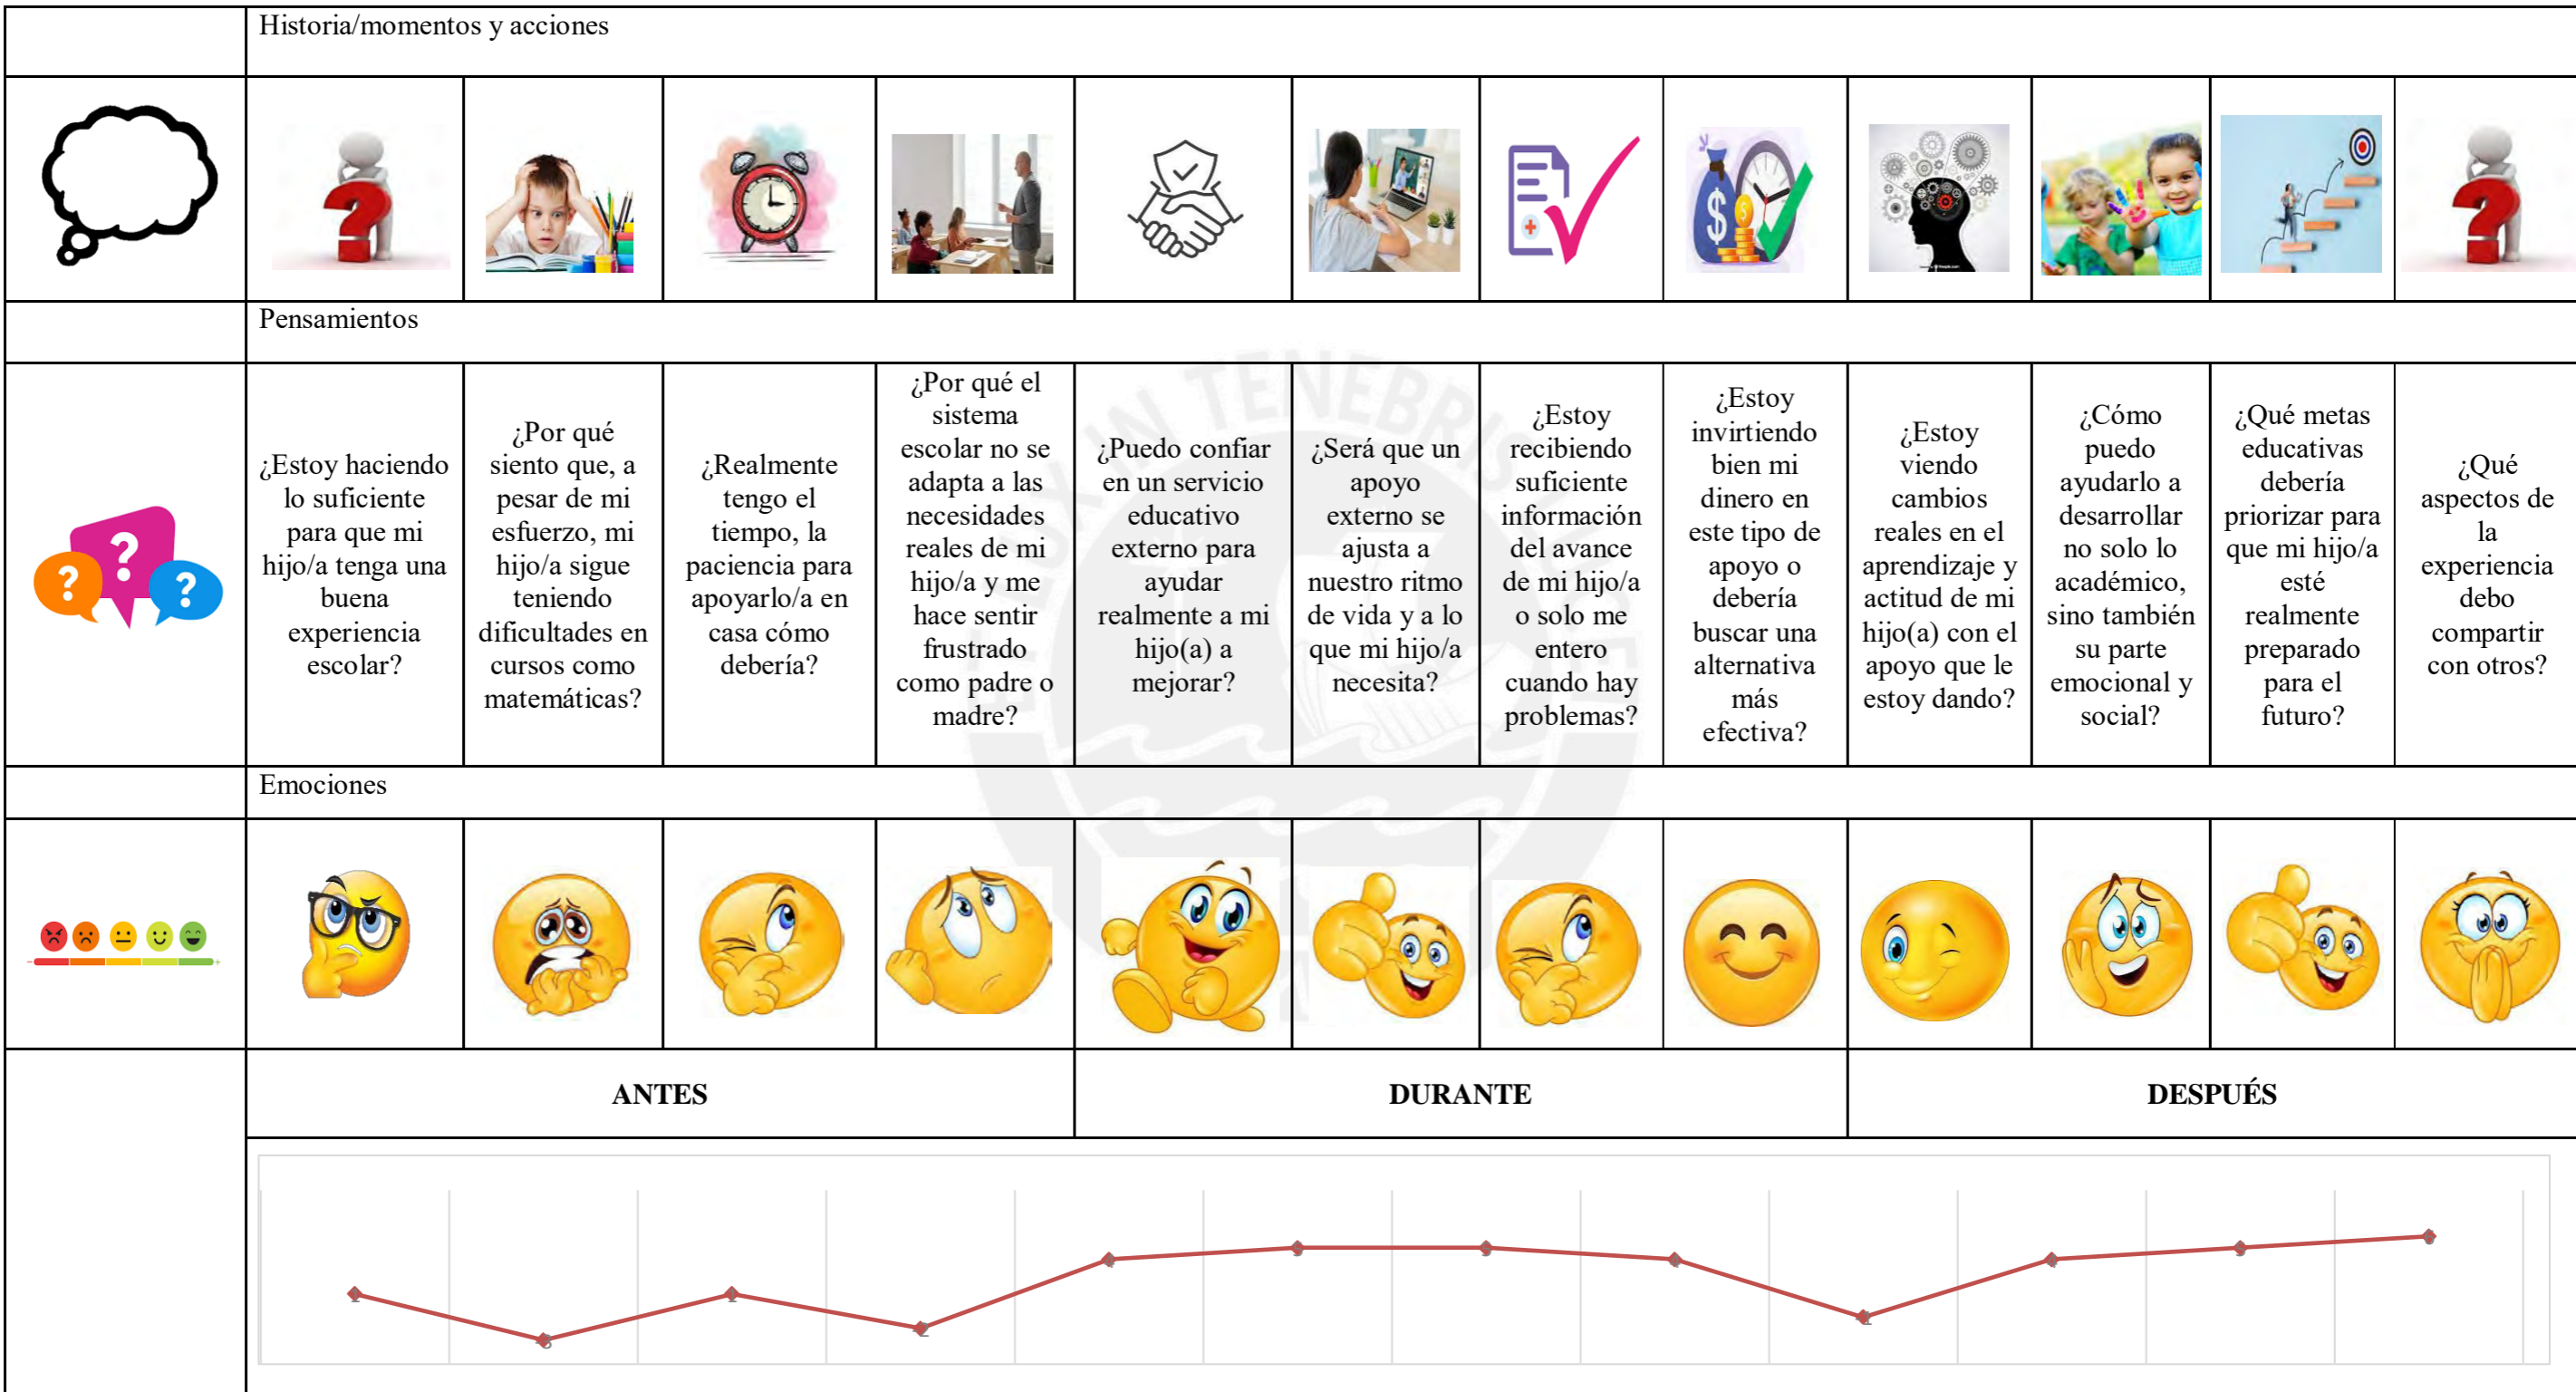 Historia/momentos y acciones
Pensamientos
¿Estoy haciendo
lo suficiente
para que mi
hijo/a tenga una
buena
experiencia
escolar?
¿Por qué
siento que, a
pesar de mi
esfuerzo, mi
hijo/a sigue
teniendo
dificultades en
cursos como
matemáticas?
¿Realmente
tengo el
tiempo, la
paciencia para
apoyarlo/a en
casa cómo
debería?
¿Por qué el
sistema
escolar no se
adapta a las
necesidades
reales de mi
hijo/a y me
hace sentir
frustrado
como padre o
madre?
¿Puedo confiar
en un servicio
educativo
externo para
ayudar
realmente a mi
hijo(a) a
mejorar?
¿Será que un
apoyo
externo se
ajusta a
nuestro ritmo
de vida y a lo
que mi hijo/a
necesita?
¿Estoy
recibiendo
suficiente
información
del avance
de mi hijo/a
o solo me
entero
cuando hay
problemas?
¿Estoy
invirtiendo
bien mi
dinero en
este tipo de
apoyo o
debería
buscar una
alternativa
más
efectiva?
¿Estoy
viendo
cambios
reales en el
aprendizaje y
actitud de mi
hijo(a) con el
apoyo que le
estoy dando?
¿Cómo
puedo
ayudarlo a
desarrollar
no solo lo
académico,
sino también
su parte
emocional y
social?
¿Qué metas
educativas
debería
priorizar para
que mi hijo/a
esté
realmente
preparado
para el
futuro?
¿Qué
aspectos de
la
experiencia
debo
compartir
con otros?
Emociones
ANTES
DURANTE
DESPUÉS
LUX IN TENEBRIS